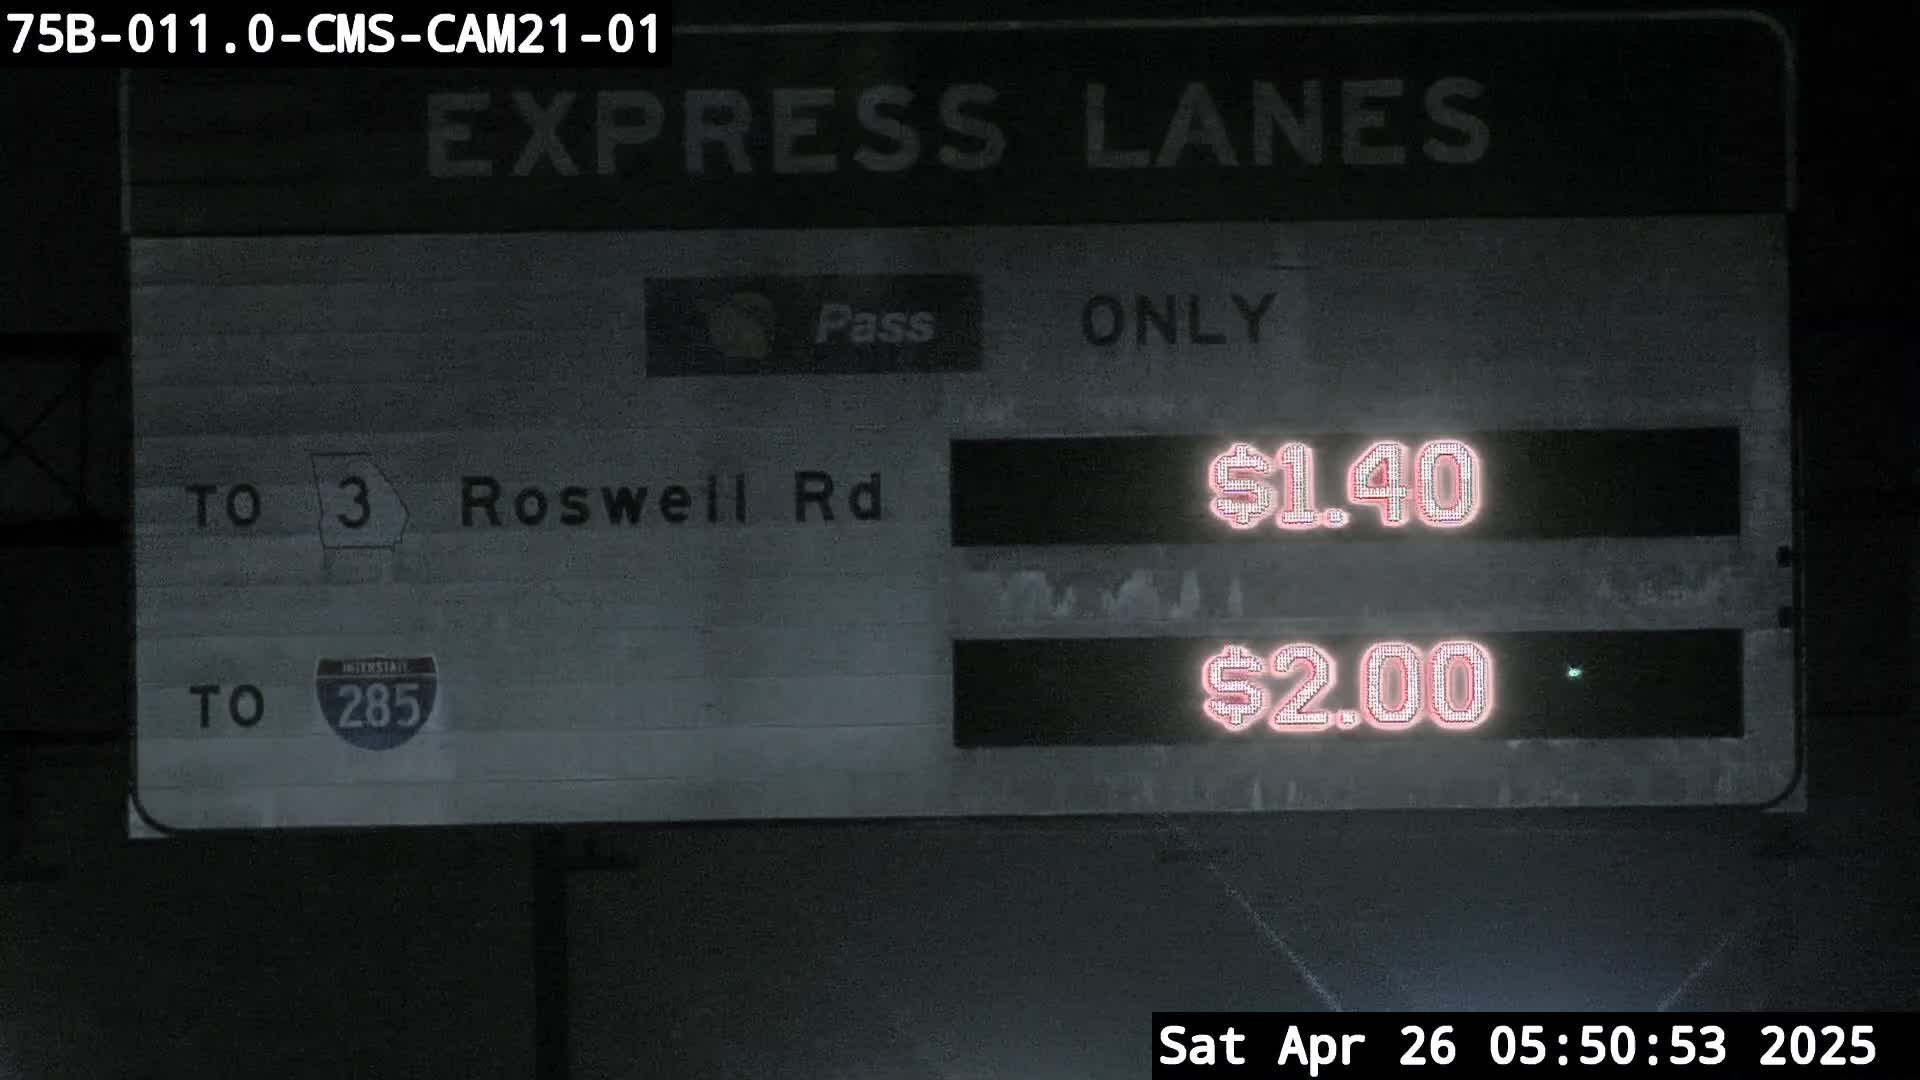 75B-011.0-CMS-CAM21-01
EXPRESS LANES
Pass ONLY
TO 3 Roswell Rd $1.40
INTERSTATE
TO 285 $2.00
Sat Apr 26 05:50:53 2025